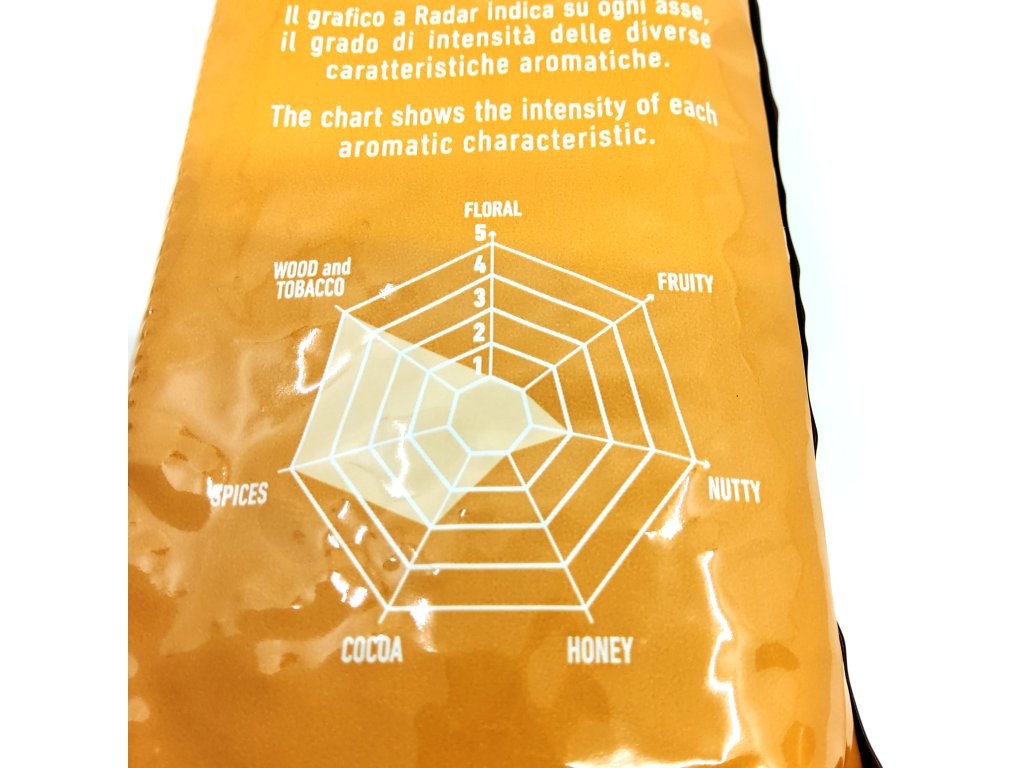 Il grafico a Radar indica su ogni asse,
il grado di intensità delle diverse
caratteristiche aromatiche.
The chart shows the intensity of each
aromatic characteristic.
FLORAL
5
4
3
2
1
WOOD and
TOBACCO
FRUITY
SPICES
NUTTY
COCOA
HONEY